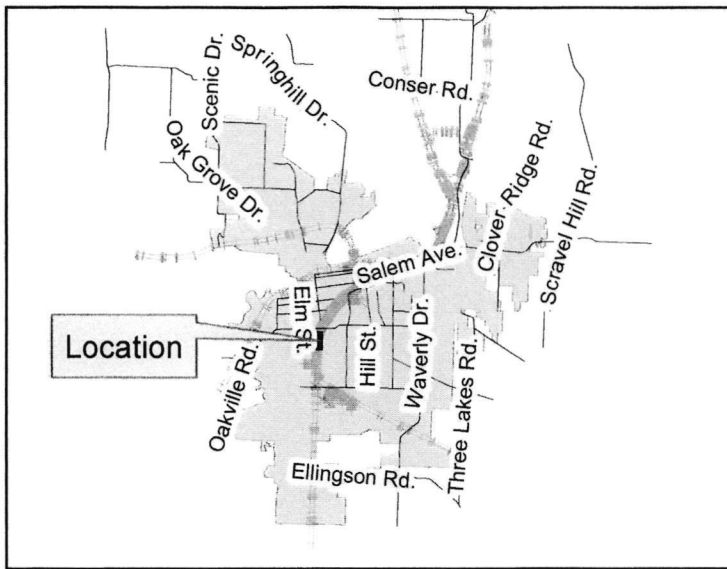 Scenic Dr.
Springhill Dr.
Conser Rd.
Oak Grove Dr.
Clover Ridge Rd.
Scravel Hill Rd.
Salem Ave.
Elm St.
Location
Hill St.
Waverly Dr.
Oakville Rd.
Three Lakes Rd.
Ellingson Rd.